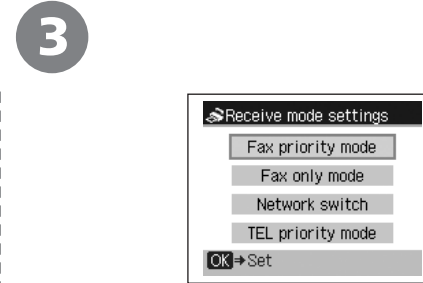 3
Receive mode settings
Fax priority mode
Fax only mode
Network switch
TEL priority mode
OK➔Set